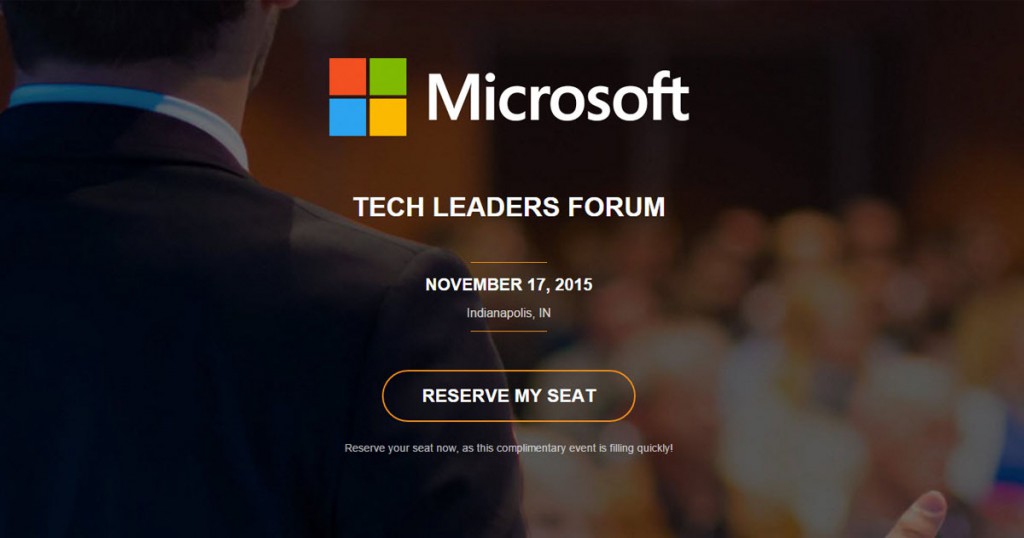 Microsoft
TECH LEADERS FORUM
NOVEMBER 17, 2015
Indianapolis, IN
RESERVE MY SEAT
Reserve your seat now, as this complimentary event is filling quickly!